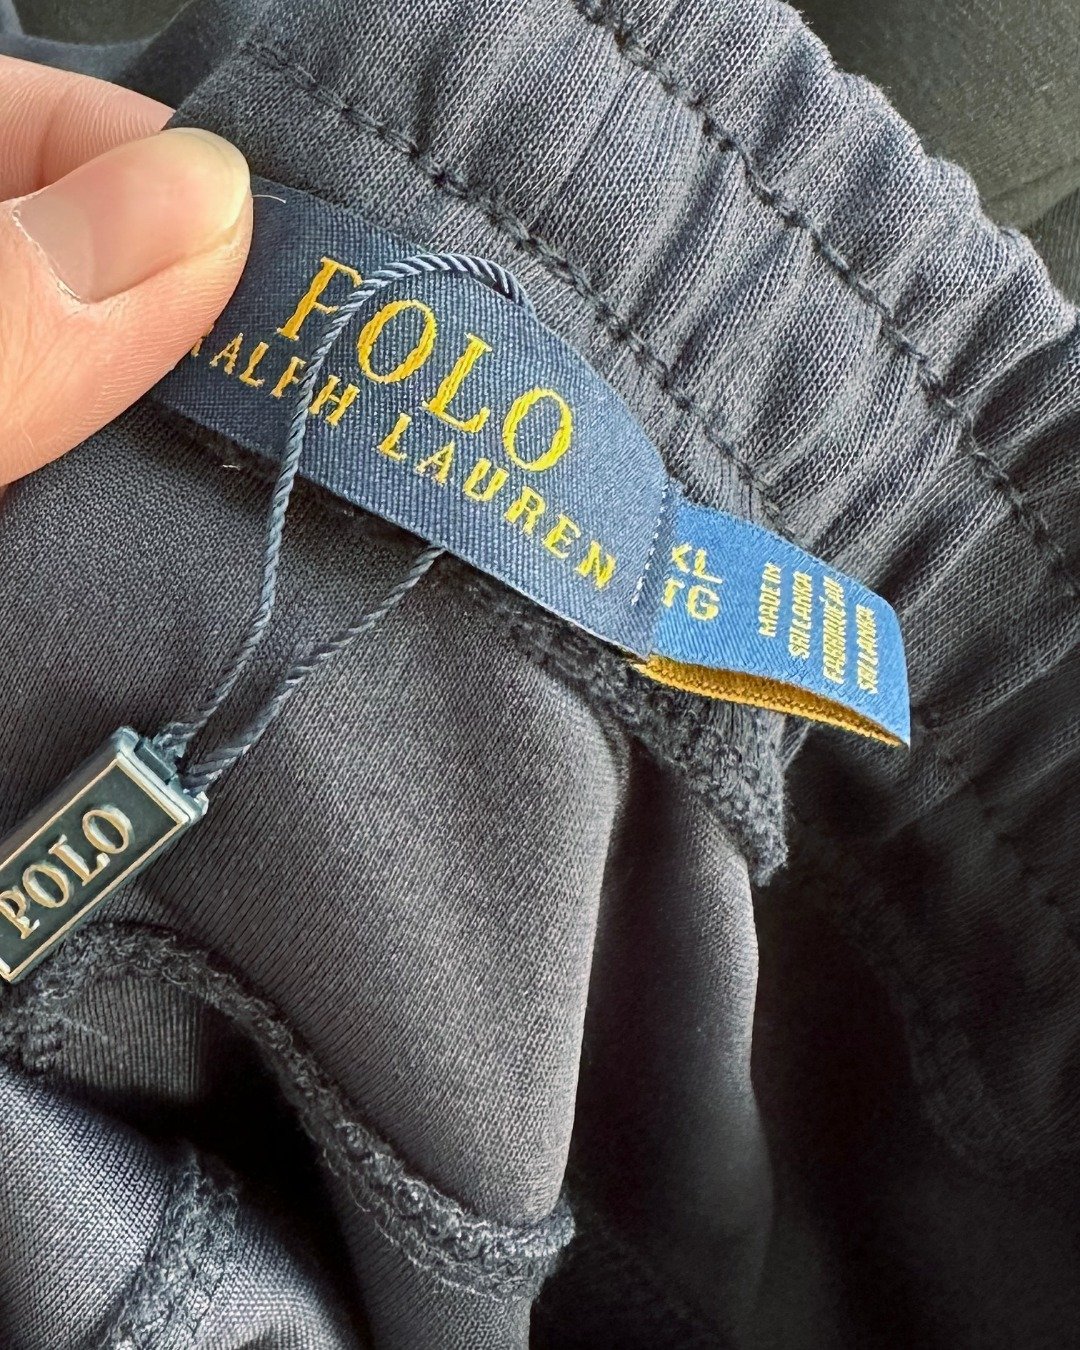 POLO
RALPH LAUREN
XL
TG
MADE IN
SRI LANKA
FABRIQUÉ AU
SRI LANKA
POLO